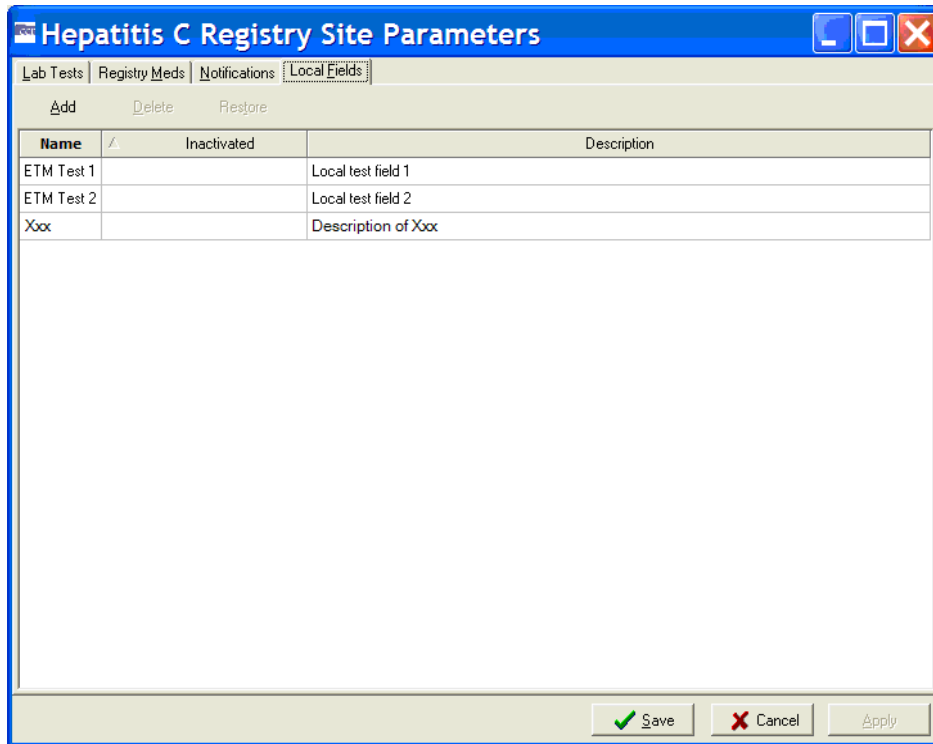 Hepatitis C Registry Site Parameters
Lab Tests Registry Meds Notifications Local Fields
Add Delete Restore
Name Inactivated Description
ETM Test 1 Local test field 1
ETM Test 2 Local test field 2
Xxx Description of Xxx
Save Cancel Apply